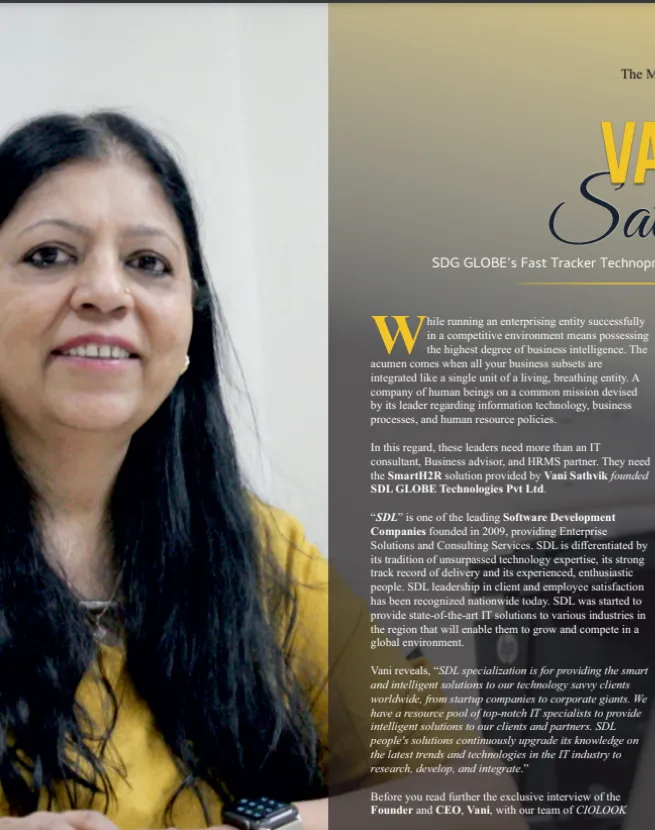 The M
VA
Sat
SDG GLOBE's Fast Tracker Technopr
While running an enterprising entity successfully
in a competitive environment means possessing
the highest degree of business intelligence. The
acumen comes when all your business subsets are
integrated like a single unit of a living, breathing entity. A
company of human beings on a common mission devised
by its leader regarding information technology, business
processes, and human resource policies.
In this regard, these leaders need more than an IT
consultant, Business advisor, and HRMS partner. They need
the SmartH2R solution provided by Vani Sathvik founded
SDL GLOBE Technologies Pvt Ltd.
“SDL” is one of the leading Software Development
Companies founded in 2009, providing Enterprise
Solutions and Consulting Services. SDL is differentiated by
its tradition of unsurpassed technology expertise, its strong
track record of delivery and its experienced, enthusiastic
people. SDL leadership in client and employee satisfaction
has been recognized nationwide today. SDL was started to
provide state-of-the-art IT solutions to various industries in
the region that will enable them to grow and compete in a
global environment.
Vani reveals, “SDL specialization is for providing the smart
and intelligent solutions to our technology savvy clients
worldwide, from startup companies to corporate giants. We
have a resource pool of top-notch IT specialists to provide
intelligent solutions to our clients and partners. SDL
people's solutions continuously upgrade its knowledge on
the latest trends and technologies in the IT industry to
research, develop, and integrate.”
Before you read further the exclusive interview of the
Founder and CEO, Vani, with our team of CIOLOOK